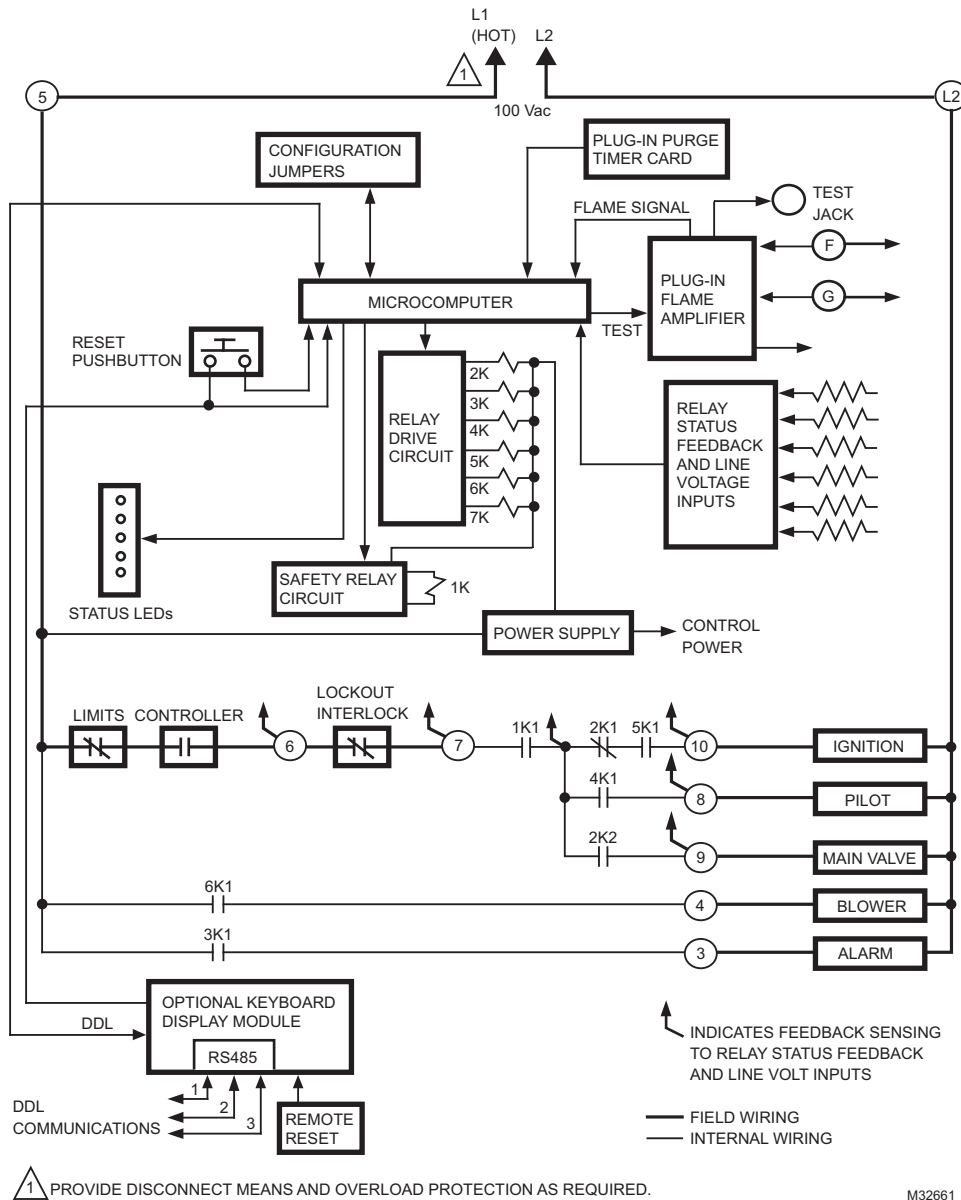 L1
(HOT) L2
1
5
L2
100 Vac
CONFIGURATION
JUMPERS
PLUG-IN PURGE
TIMER CARD
FLAME SIGNAL
TEST
JACK
F
PLUG-IN
FLAME
AMPLIFIER
G
MICROCOMPUTER
TEST
RESET
PUSHBUTTON
RELAY
DRIVE
CIRCUIT
2K
3K
4K
5K
6K
7K
RELAY
STATUS
FEEDBACK
AND LINE
VOLTAGE
INPUTS
STATUS LEDs
SAFETY RELAY
CIRCUIT
1K
POWER SUPPLY
CONTROL
POWER
LIMITS CONTROLLER
LOCKOUT
INTERLOCK
6
7
1K1
2K1
5K1
10
IGNITION
4K1
8
PILOT
2K2
9
MAIN VALVE
6K1
4
BLOWER
3K1
3
ALARM
OPTIONAL KEYBOARD
DISPLAY MODULE
DDL
RS485
1
2
3
DDL
COMMUNICATIONS
REMOTE
RESET
INDICATES FEEDBACK SENSING
TO RELAY STATUS FEEDBACK
AND LINE VOLT INPUTS
FIELD WIRING
INTERNAL WIRING
1 PROVIDE DISCONNECT MEANS AND OVERLOAD PROTECTION AS REQUIRED.
M32661